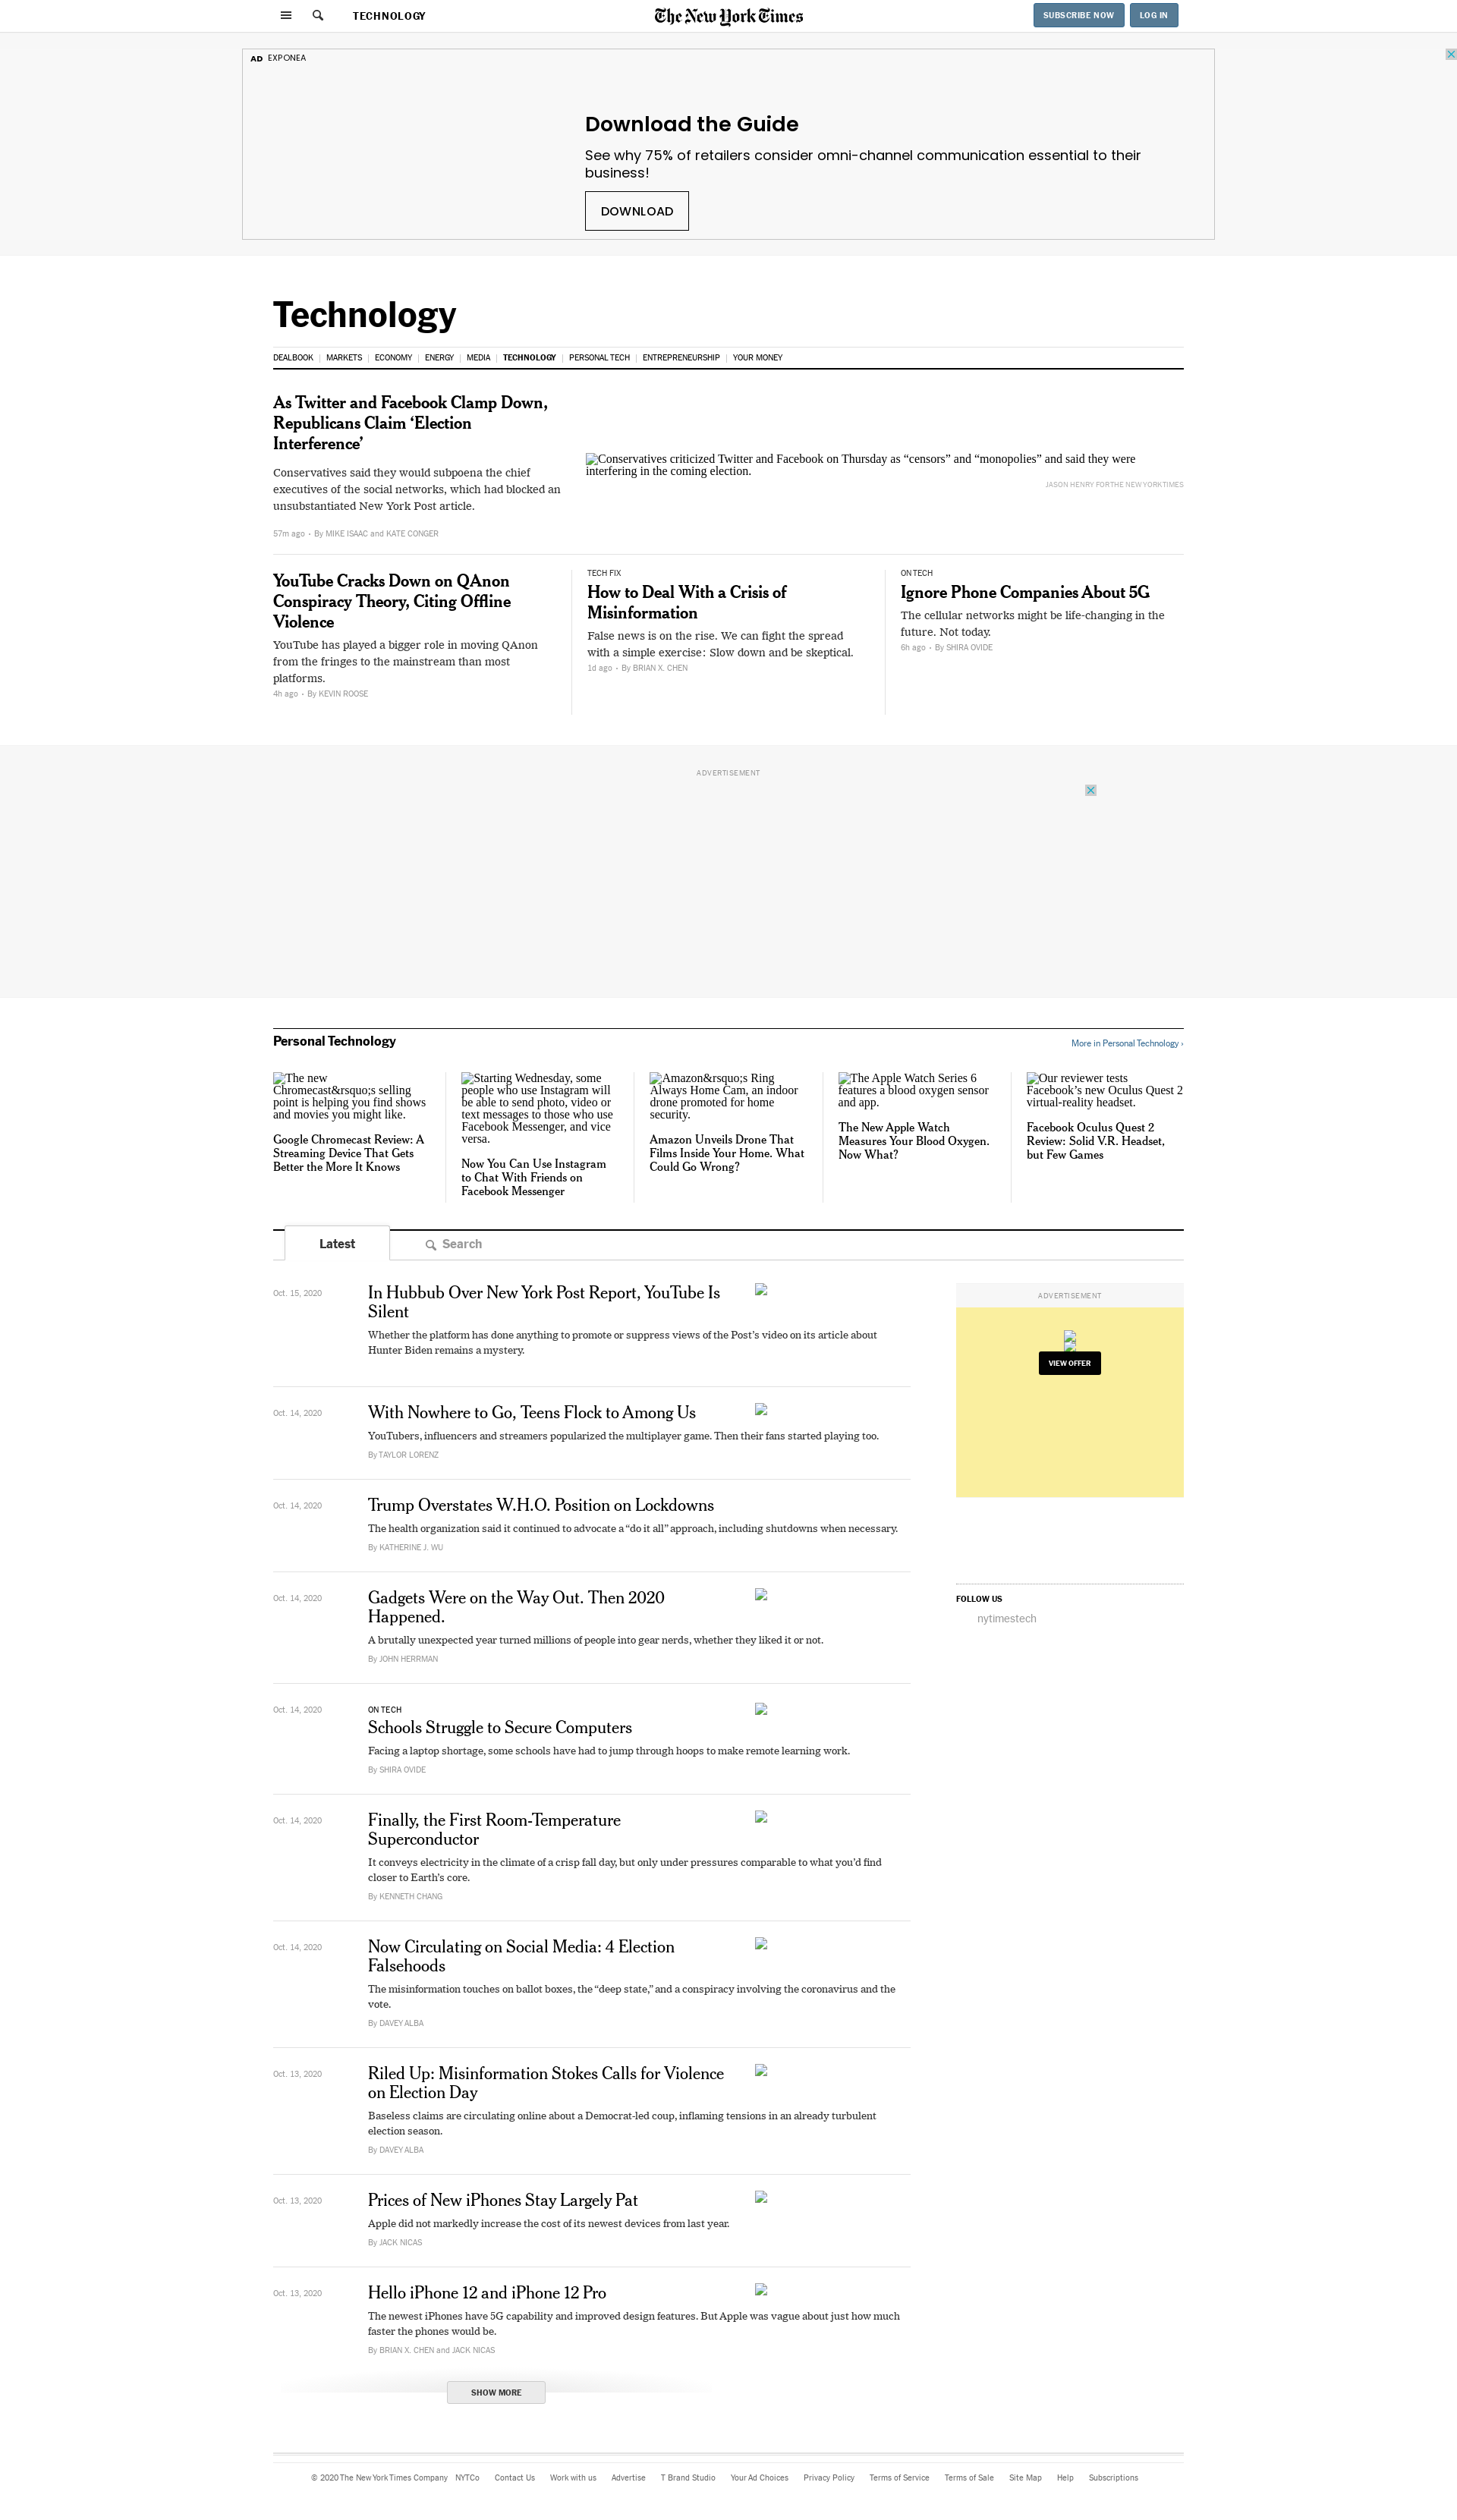 TECHNOLOGY
The New York Times
SUBSCRIBE NOW
LOG IN
AD EXPONEA
Download the Guide
See why 75% of retailers consider omni-channel communication essential to their
business!
DOWNLOAD
Technology
DEALBOOK | MARKETS | ECONOMY | ENERGY | MEDIA | TECHNOLOGY | PERSONAL TECH | ENTREPRENEURSHIP | YOUR MONEY
As Twitter and Facebook Clamp Down,
Republicans Claim ‘Election
Interference’
Conservatives said they would subpoena the chief
executives of the social networks, which had blocked an
unsubstantiated New York Post article.
57m ago • By MIKE ISAAC and KATE CONGER
Conservatives criticized Twitter and Facebook on Thursday as “censors” and “monopolies” and said they were
interfering in the coming election.
JASON HENRY FOR THE NEW YORK TIMES
YouTube Cracks Down on QAnon
Conspiracy Theory, Citing Offline
Violence
YouTube has played a bigger role in moving QAnon
from the fringes to the mainstream than most
platforms.
4h ago • By KEVIN ROOSE
TECH FIX
How to Deal With a Crisis of
Misinformation
False news is on the rise. We can fight the spread
with a simple exercise: Slow down and be skeptical.
1d ago • By BRIAN X. CHEN
ON TECH
Ignore Phone Companies About 5G
The cellular networks might be life-changing in the
future. Not today.
6h ago • By SHIRA OVIDE
ADVERTISEMENT
Personal Technology
More in Personal Technology ›
The new
Chromecast&rsquo;s selling
point is helping you find shows
and movies you might like.
Google Chromecast Review: A
Streaming Device That Gets
Better the More It Knows
Starting Wednesday, some
people who use Instagram will
be able to send photo, video or
text messages to those who use
Facebook Messenger, and vice
versa.
Now You Can Use Instagram
to Chat With Friends on
Facebook Messenger
Amazon&rsquo;s Ring
Always Home Cam, an indoor
drone promoted for home
security.
Amazon Unveils Drone That
Films Inside Your Home. What
Could Go Wrong?
The Apple Watch Series 6
features a blood oxygen sensor
and app.
The New Apple Watch
Measures Your Blood Oxygen.
Now What?
Our reviewer tests
Facebook’s new Oculus Quest 2
virtual-reality headset.
Facebook Oculus Quest 2
Review: Solid V.R. Headset,
but Few Games
Latest
Search
Oct. 15, 2020
In Hubbub Over New York Post Report, YouTube Is
Silent
Whether the platform has done anything to promote or suppress views of the Post’s video on its article about
Hunter Biden remains a mystery.
Oct. 14, 2020
With Nowhere to Go, Teens Flock to Among Us
YouTubers, influencers and streamers popularized the multiplayer game. Then their fans started playing too.
By TAYLOR LORENZ
Oct. 14, 2020
Trump Overstates W.H.O. Position on Lockdowns
The health organization said it continued to advocate a “do it all” approach, including shutdowns when necessary.
By KATHERINE J. WU
Oct. 14, 2020
Gadgets Were on the Way Out. Then 2020
Happened.
A brutally unexpected year turned millions of people into gear nerds, whether they liked it or not.
By JOHN HERRMAN
Oct. 14, 2020
ON TECH
Schools Struggle to Secure Computers
Facing a laptop shortage, some schools have had to jump through hoops to make remote learning work.
By SHIRA OVIDE
Oct. 14, 2020
Finally, the First Room-Temperature
Superconductor
It conveys electricity in the climate of a crisp fall day, but only under pressures comparable to what you’d find
closer to Earth’s core.
By KENNETH CHANG
Oct. 14, 2020
Now Circulating on Social Media: 4 Election
Falsehoods
The misinformation touches on ballot boxes, the “deep state,” and a conspiracy involving the coronavirus and the
vote.
By DAVEY ALBA
Oct. 13, 2020
Riled Up: Misinformation Stokes Calls for Violence
on Election Day
Baseless claims are circulating online about a Democrat-led coup, inflaming tensions in an already turbulent
election season.
By DAVEY ALBA
Oct. 13, 2020
Prices of New iPhones Stay Largely Pat
Apple did not markedly increase the cost of its newest devices from last year.
By JACK NICAS
Oct. 13, 2020
Hello iPhone 12 and iPhone 12 Pro
The newest iPhones have 5G capability and improved design features. But Apple was vague about just how much
faster the phones would be.
By BRIAN X. CHEN and JACK NICAS
SHOW MORE
ADVERTISEMENT
VIEW OFFER
FOLLOW US
nytimestech
© 2020 The New York Times Company NYTCo Contact Us Work with us Advertise T Brand Studio Your Ad Choices Privacy Policy Terms of Service Terms of Sale Site Map Help Subscriptions